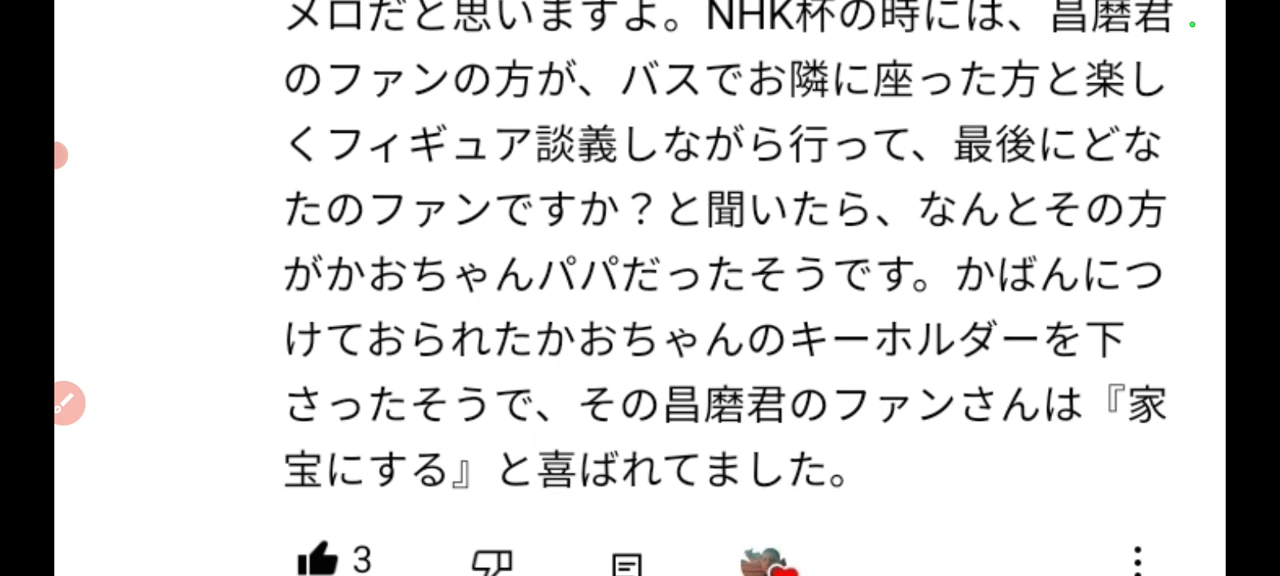 メロだと思いますよ。NHK杯の時には、昌磨君
のファンの方が、バスでお隣に座った方と楽し
くフィギュア談義しながら行って、最後にどな
たのファンですか？と聞いたら、なんとその方
がかおちゃんパパだったそうです。かばんにつ
けておられたかおちゃんのキーホルダーを下
さったそうで、その昌磨君のファンさんは『家
宝にする』と喜ばれてました。
3